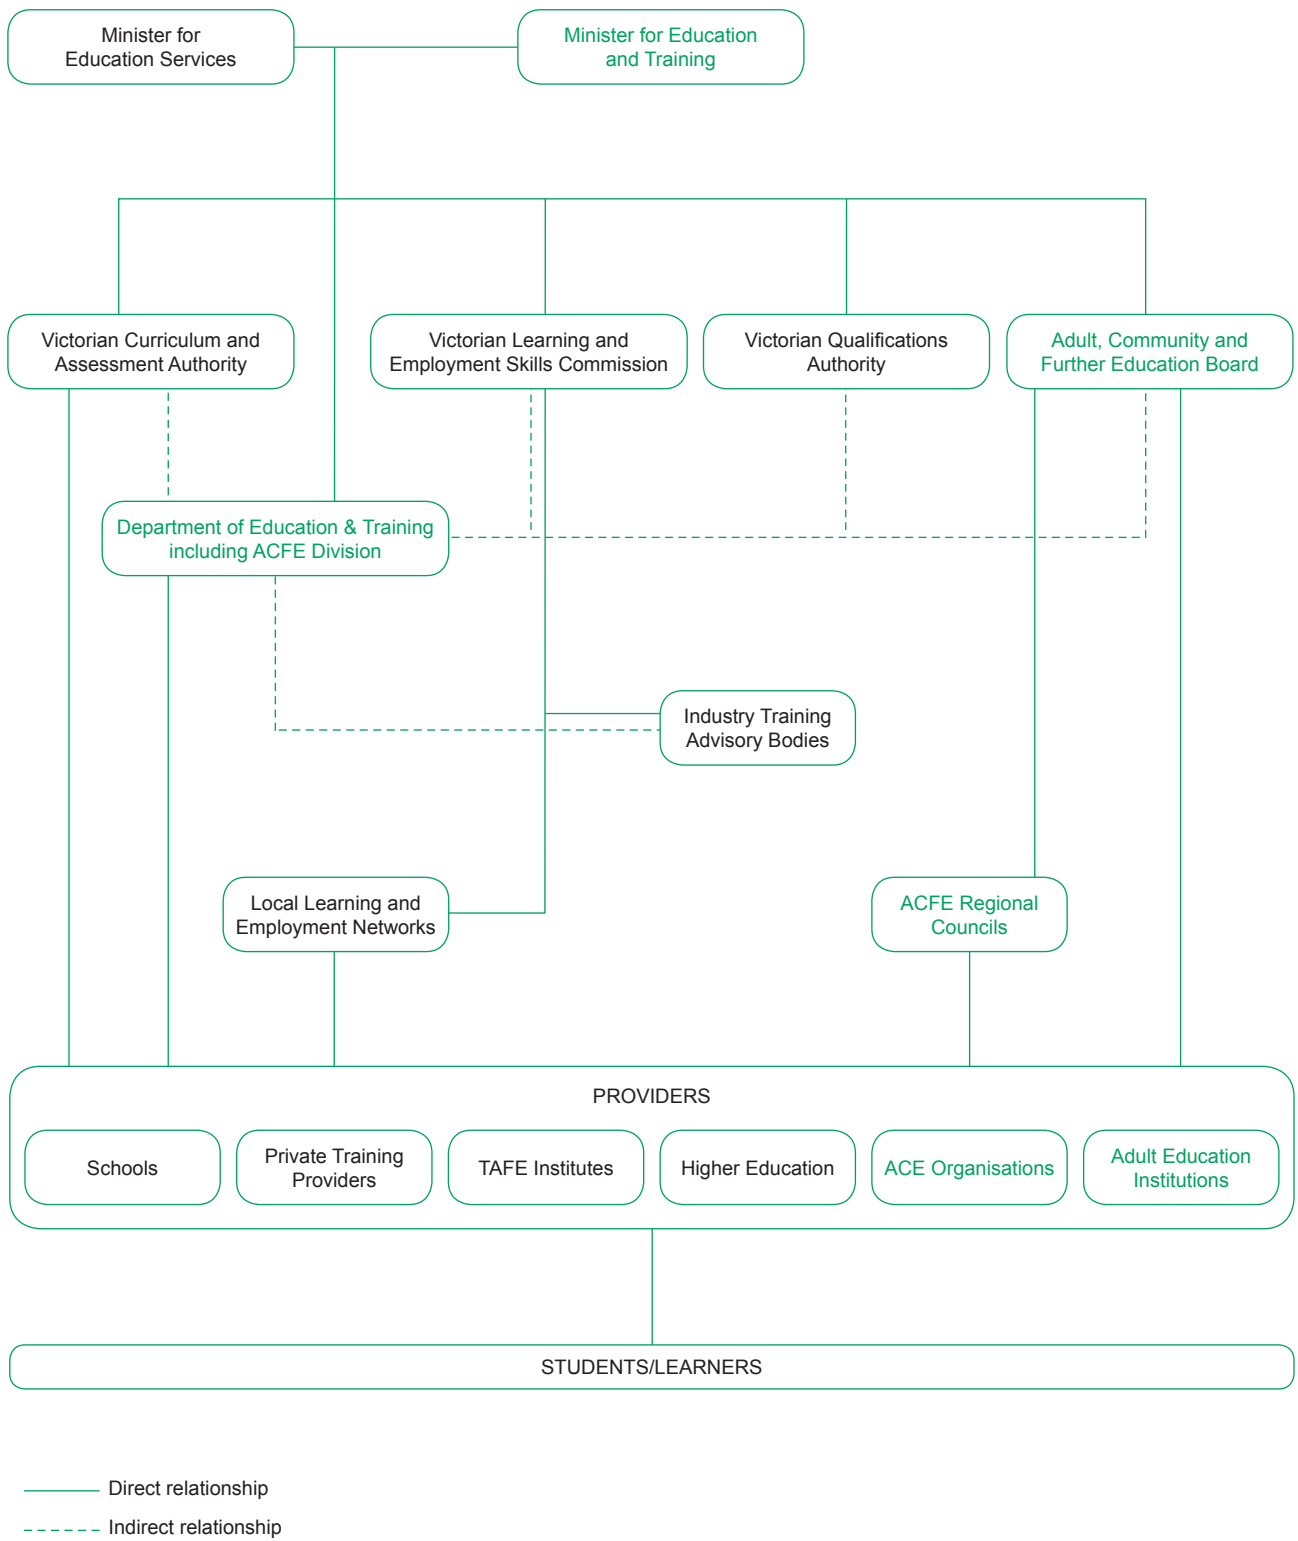 Minister for
Education Services
Minister for Education
and Training
Victorian Curriculum and
Assessment Authority
Victorian Learning and
Employment Skills Commission
Victorian Qualifications
Authority
Adult, Community and
Further Education Board
Department of Education & Training
including ACFE Division
Industry Training
Advisory Bodies
Local Learning and
Employment Networks
ACFE Regional
Councils
PROVIDERS
Schools
Private Training
Providers
TAFE Institutes
Higher Education
ACE Organisations
Adult Education
Institutions
STUDENTS/LEARNERS
Direct relationship
Indirect relationship